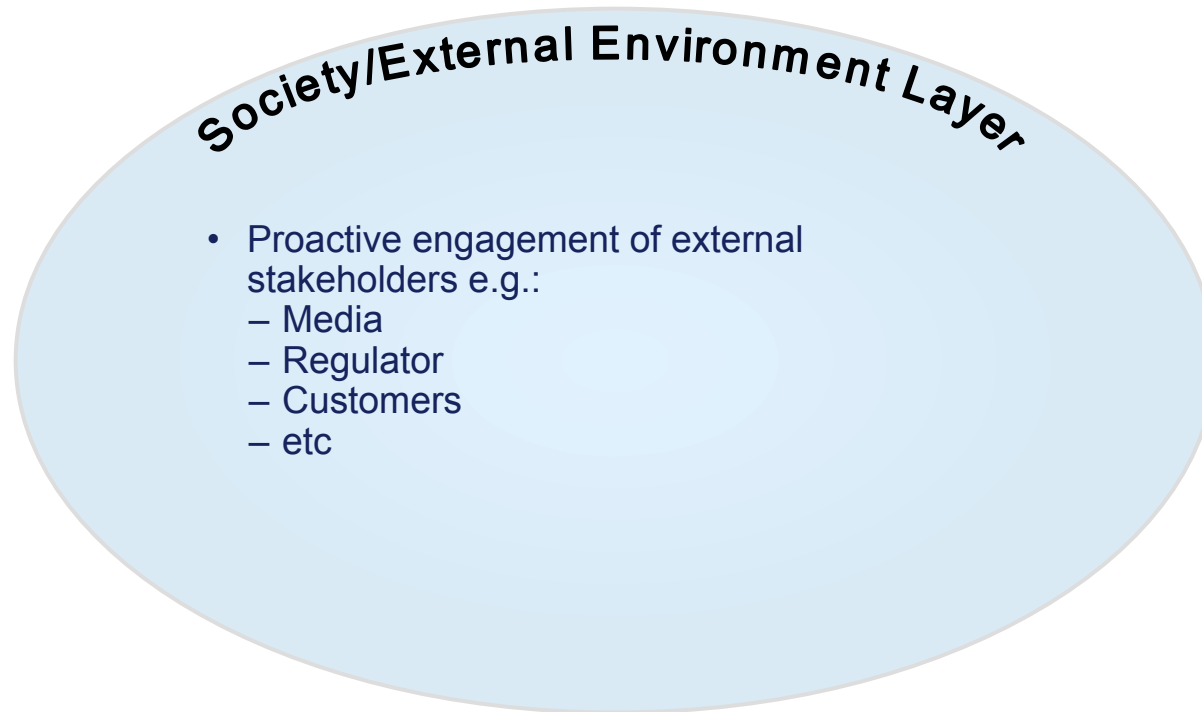 Society/External Environment Layer
• Proactive engagement of external
stakeholders e.g.:
– Media
– Regulator
– Customers
– etc